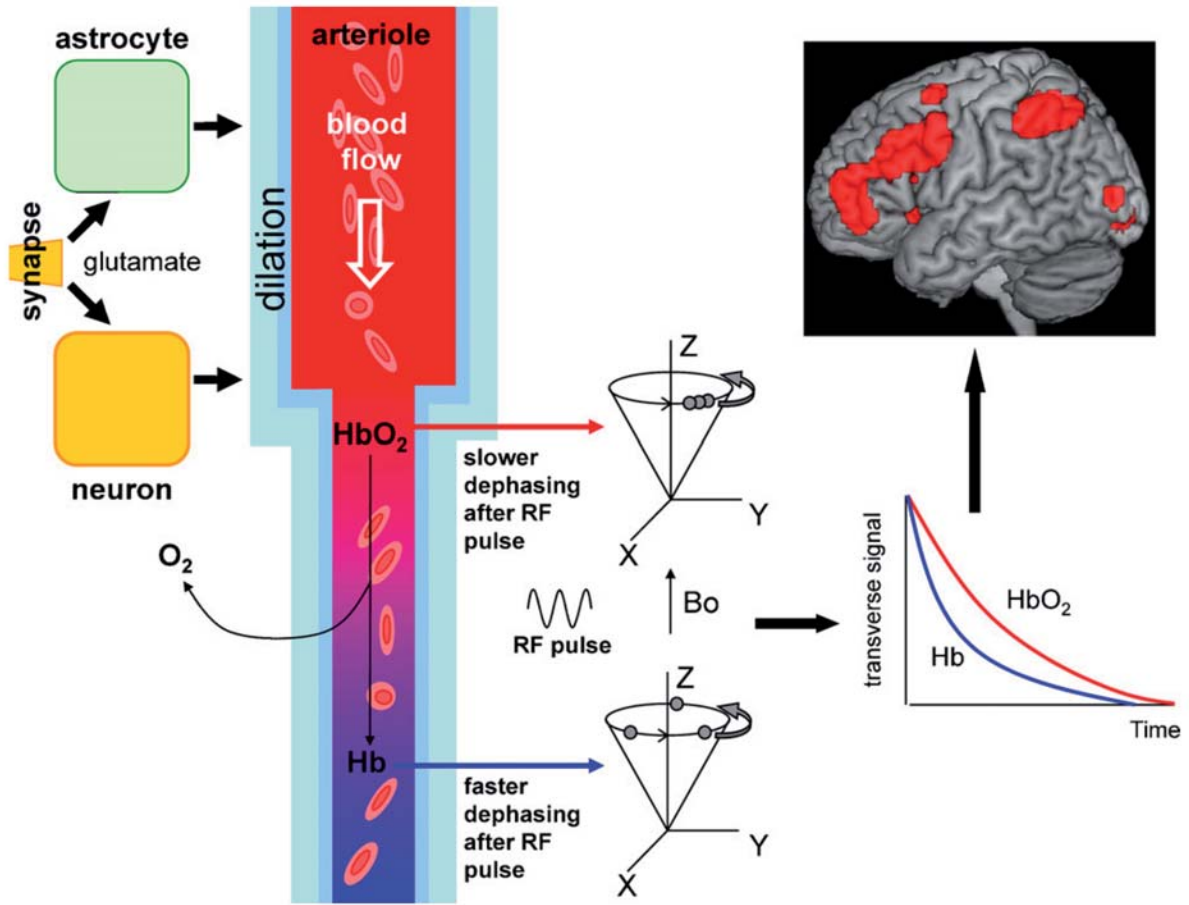 astrocyte
arteriole
blood
flow
dilation
synapse
glutamate
neuron
HbO₂
O₂
Hb
slower
dephasing
after RF
pulse
Z
Y
X
RF pulse
Bo
faster
dephasing
after RF
pulse
Z
Y
X
transverse signal
HbO₂
Hb
Time